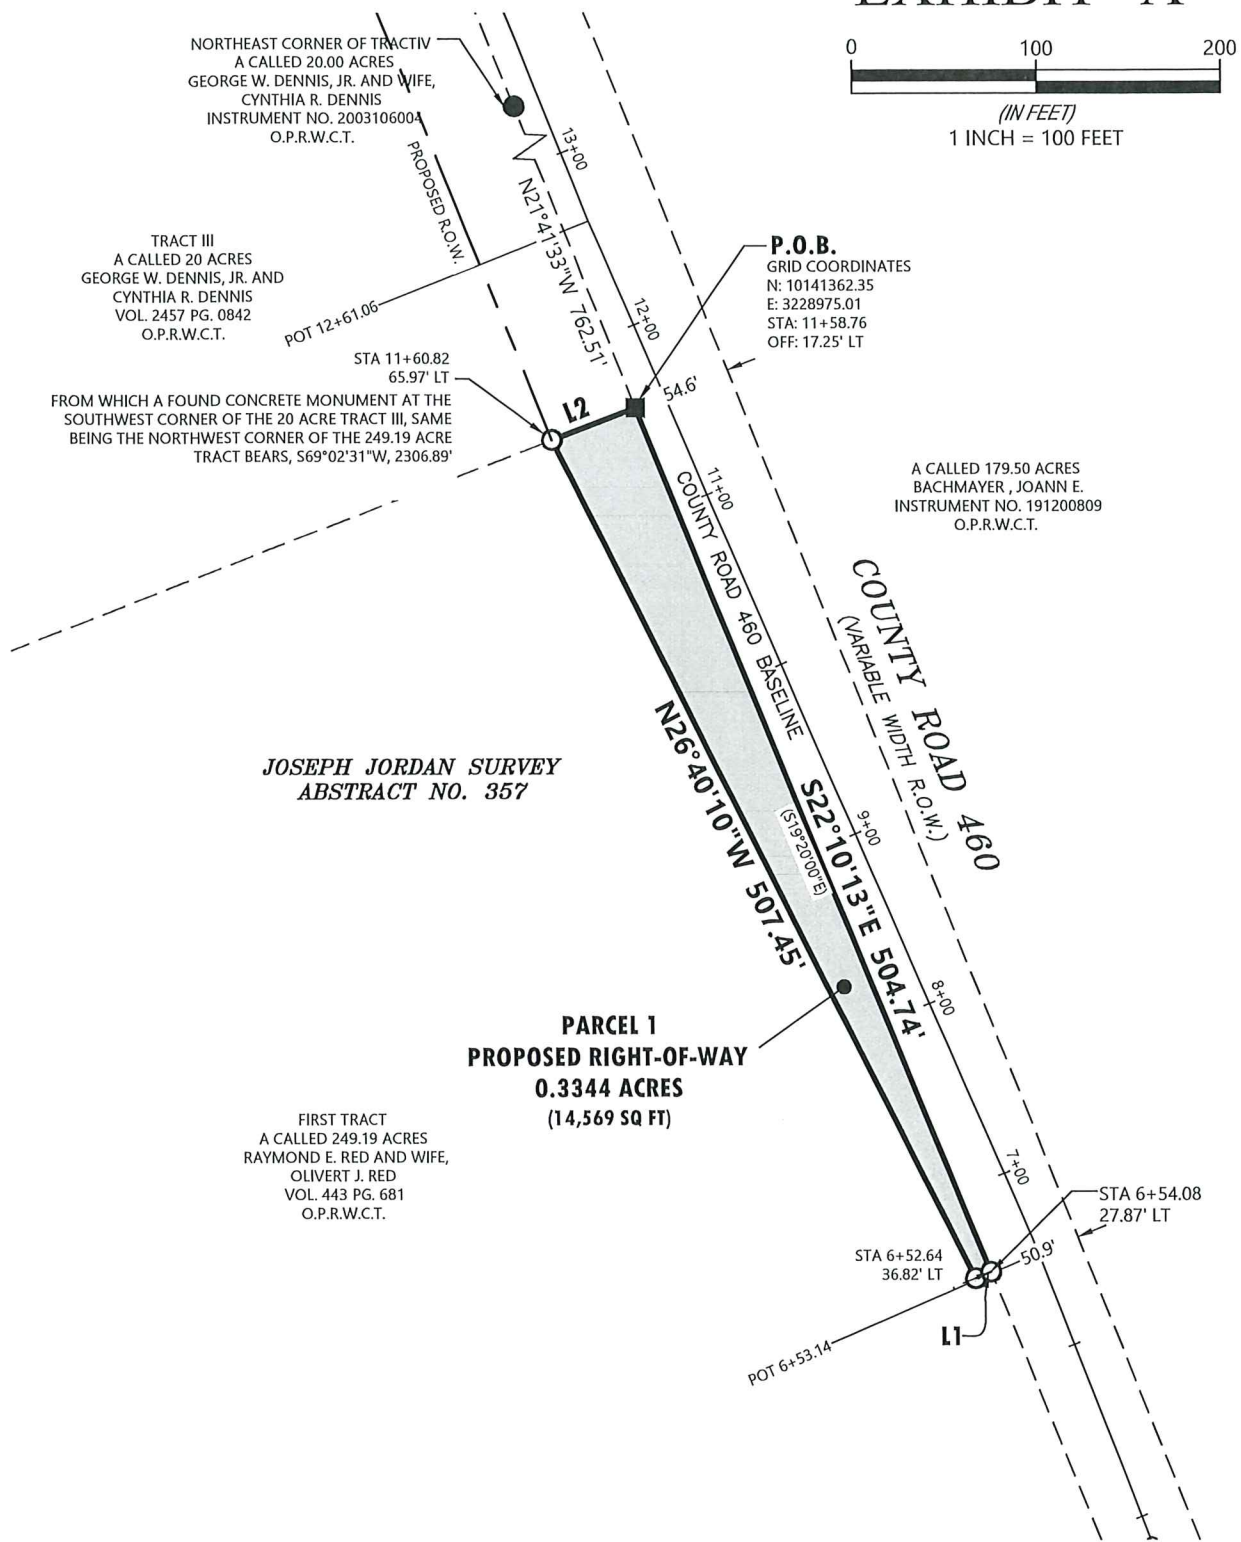 0 100 200
(IN FEET)
1 INCH = 100 FEET
NORTHEAST CORNER OF TRACTIV
A CALLED 20.00 ACRES
GEORGE W. DENNIS, JR. AND WIFE,
CYNTHIA R. DENNIS
INSTRUMENT NO. 2003106004
O.P.R.W.C.T.
PROPOSED R.O.W.
13+00
N21°41'33"W 762.51'
TRACT III
A CALLED 20 ACRES
GEORGE W. DENNIS, JR. AND
CYNTHIA R. DENNIS
VOL. 2457 PG. 0842
O.P.R.W.C.T.
POT 12+61.06
P.O.B.
GRID COORDINATES
N: 10141362.35
E: 3228975.01
STA: 11+58.76
OFF: 17.25' LT
12+00
STA 11+60.82
65.97' LT
54.6'
L2
FROM WHICH A FOUND CONCRETE MONUMENT AT THE
SOUTHWEST CORNER OF THE 20 ACRE TRACT III, SAME
BEING THE NORTHWEST CORNER OF THE 249.19 ACRE
TRACT BEARS, S69°02'31"W, 2306.89'
A CALLED 179.50 ACRES
BACHMAYER , JOANN E.
INSTRUMENT NO. 191200809
O.P.R.W.C.T.
11+00
COUNTY ROAD 460 BASELINE
COUNTY ROAD 460
(VARIABLE WIDTH R.O.W.)
JOSEPH JORDAN SURVEY
ABSTRACT NO. 357
N26°40'10"W 507.45'
S22°10'13"E 504.74'
(S19°20'00"E)
9+00
8+00
PARCEL 1
PROPOSED RIGHT-OF-WAY
0.3344 ACRES
(14,569 SQ FT)
FIRST TRACT
A CALLED 249.19 ACRES
RAYMOND E. RED AND WIFE,
OLIVERT J. RED
VOL. 443 PG. 681
O.P.R.W.C.T.
7+00
STA 6+54.08
27.87' LT
STA 6+52.64
36.82' LT
50.9'
L1
POT 6+53.14